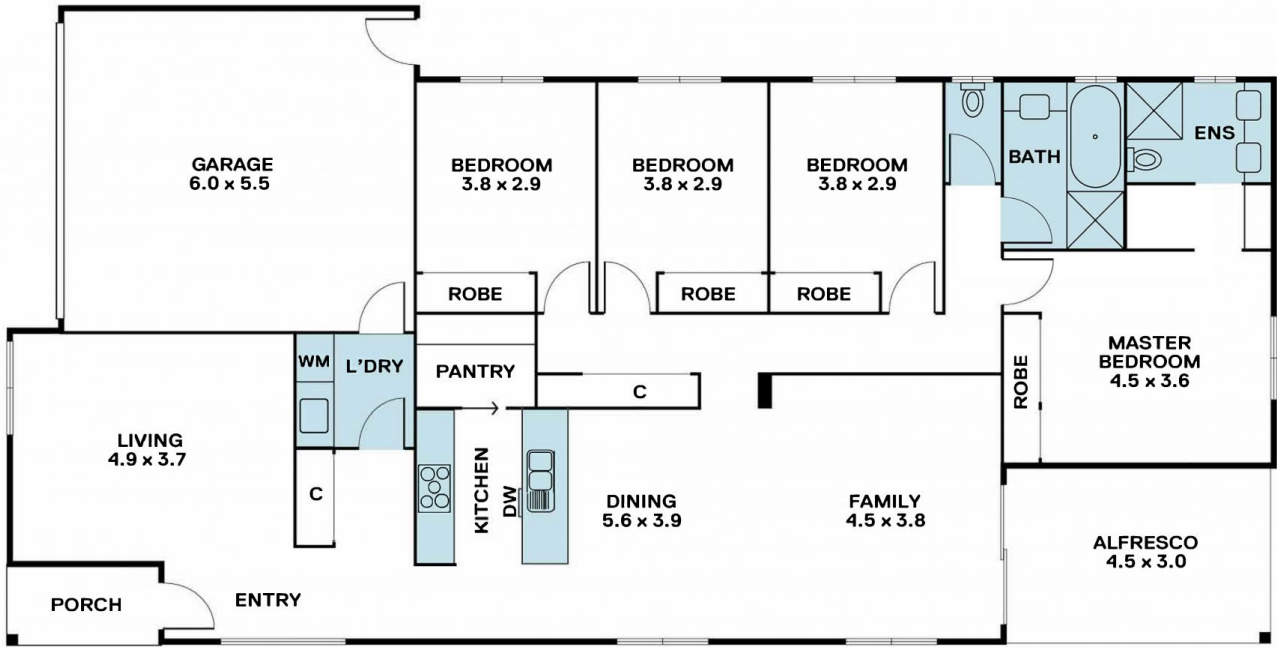 GARAGE
6.0 x 5.5
BEDROOM
3.8 x 2.9
BEDROOM
3.8 x 2.9
BEDROOM
3.8 x 2.9
BATH
ENS
ROBE
ROBE
ROBE
WM
L'DRY
PANTRY
C
ROBE
MASTER
BEDROOM
4.5 x 3.6
LIVING
4.9 x 3.7
C
KITCHEN
DW
DINING
5.6 x 3.9
FAMILY
4.5 x 3.8
ALFRESCO
4.5 x 3.0
PORCH
ENTRY